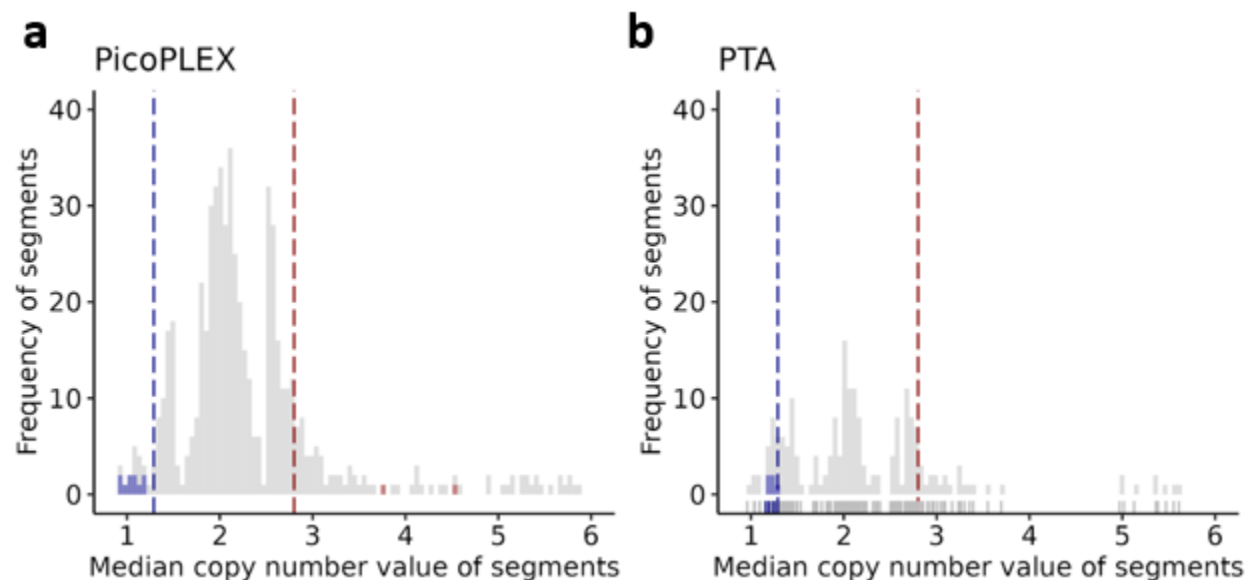 a
PicoPLEX
Frequency of segments
40
30
20
10
0
1 2 3 4 5 6
Median copy number value of segments
b
PTA
Frequency of segments
40
30
20
10
0
1 2 3 4 5 6
Median copy number value of segments